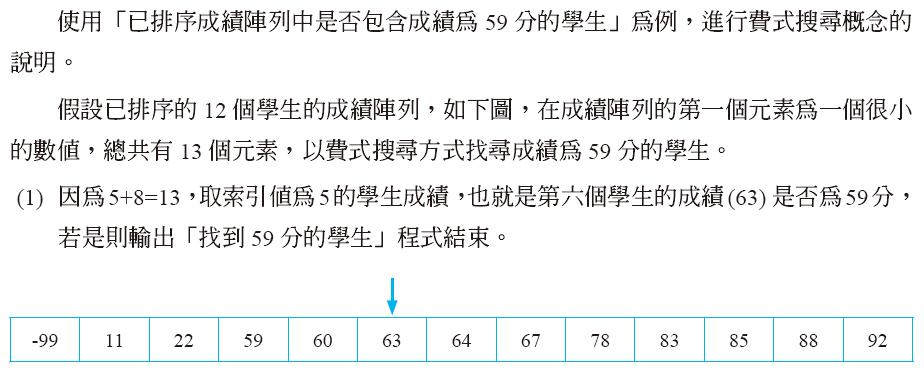 使用「已排序成績陣列中是否包含成績為 59 分的學生」為例，進行費式搜尋概念的
說明。
假設已排序的 12 個學生的成績陣列，如下圖，在成績陣列的第一個元素為一個很小
的數值，總共有 13 個元素，以費式搜尋方式找尋成績為 59 分的學生。
(1) 因為 5+8=13，取索引值為 5 的學生成績，也就是第六個學生的成績 (63) 是否為 59 分，
若是則輸出「找到 59 分的學生」程式結束。
-99 11 22 59 60 63 64 67 78 83 85 88 92